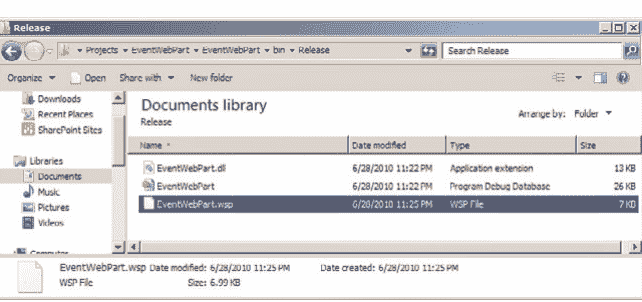 Release
Projects EventWebPart EventWebPart bin Release Search Release
Organize Open Share with New folder
Downloads
Recent Places
SharePoint Sites
Libraries
Documents
Music
Pictures
Videos
Computer
Documents library
Release
Arrange by: Folder
Name Date modified Type Size
EventWebPart.dll 6/28/2010 11:22 PM Application extension 13 KB
EventWebPart 6/28/2010 11:22 PM Program Debug Database 26 KB
EventWebPart.wsp 6/28/2010 11:25 PM WSP File 7 KB
EventWebPart.wsp Date modified: 6/28/2010 11:25 PM Date created: 6/28/2010 11:25 PM
WSP File Size: 6.99 KB